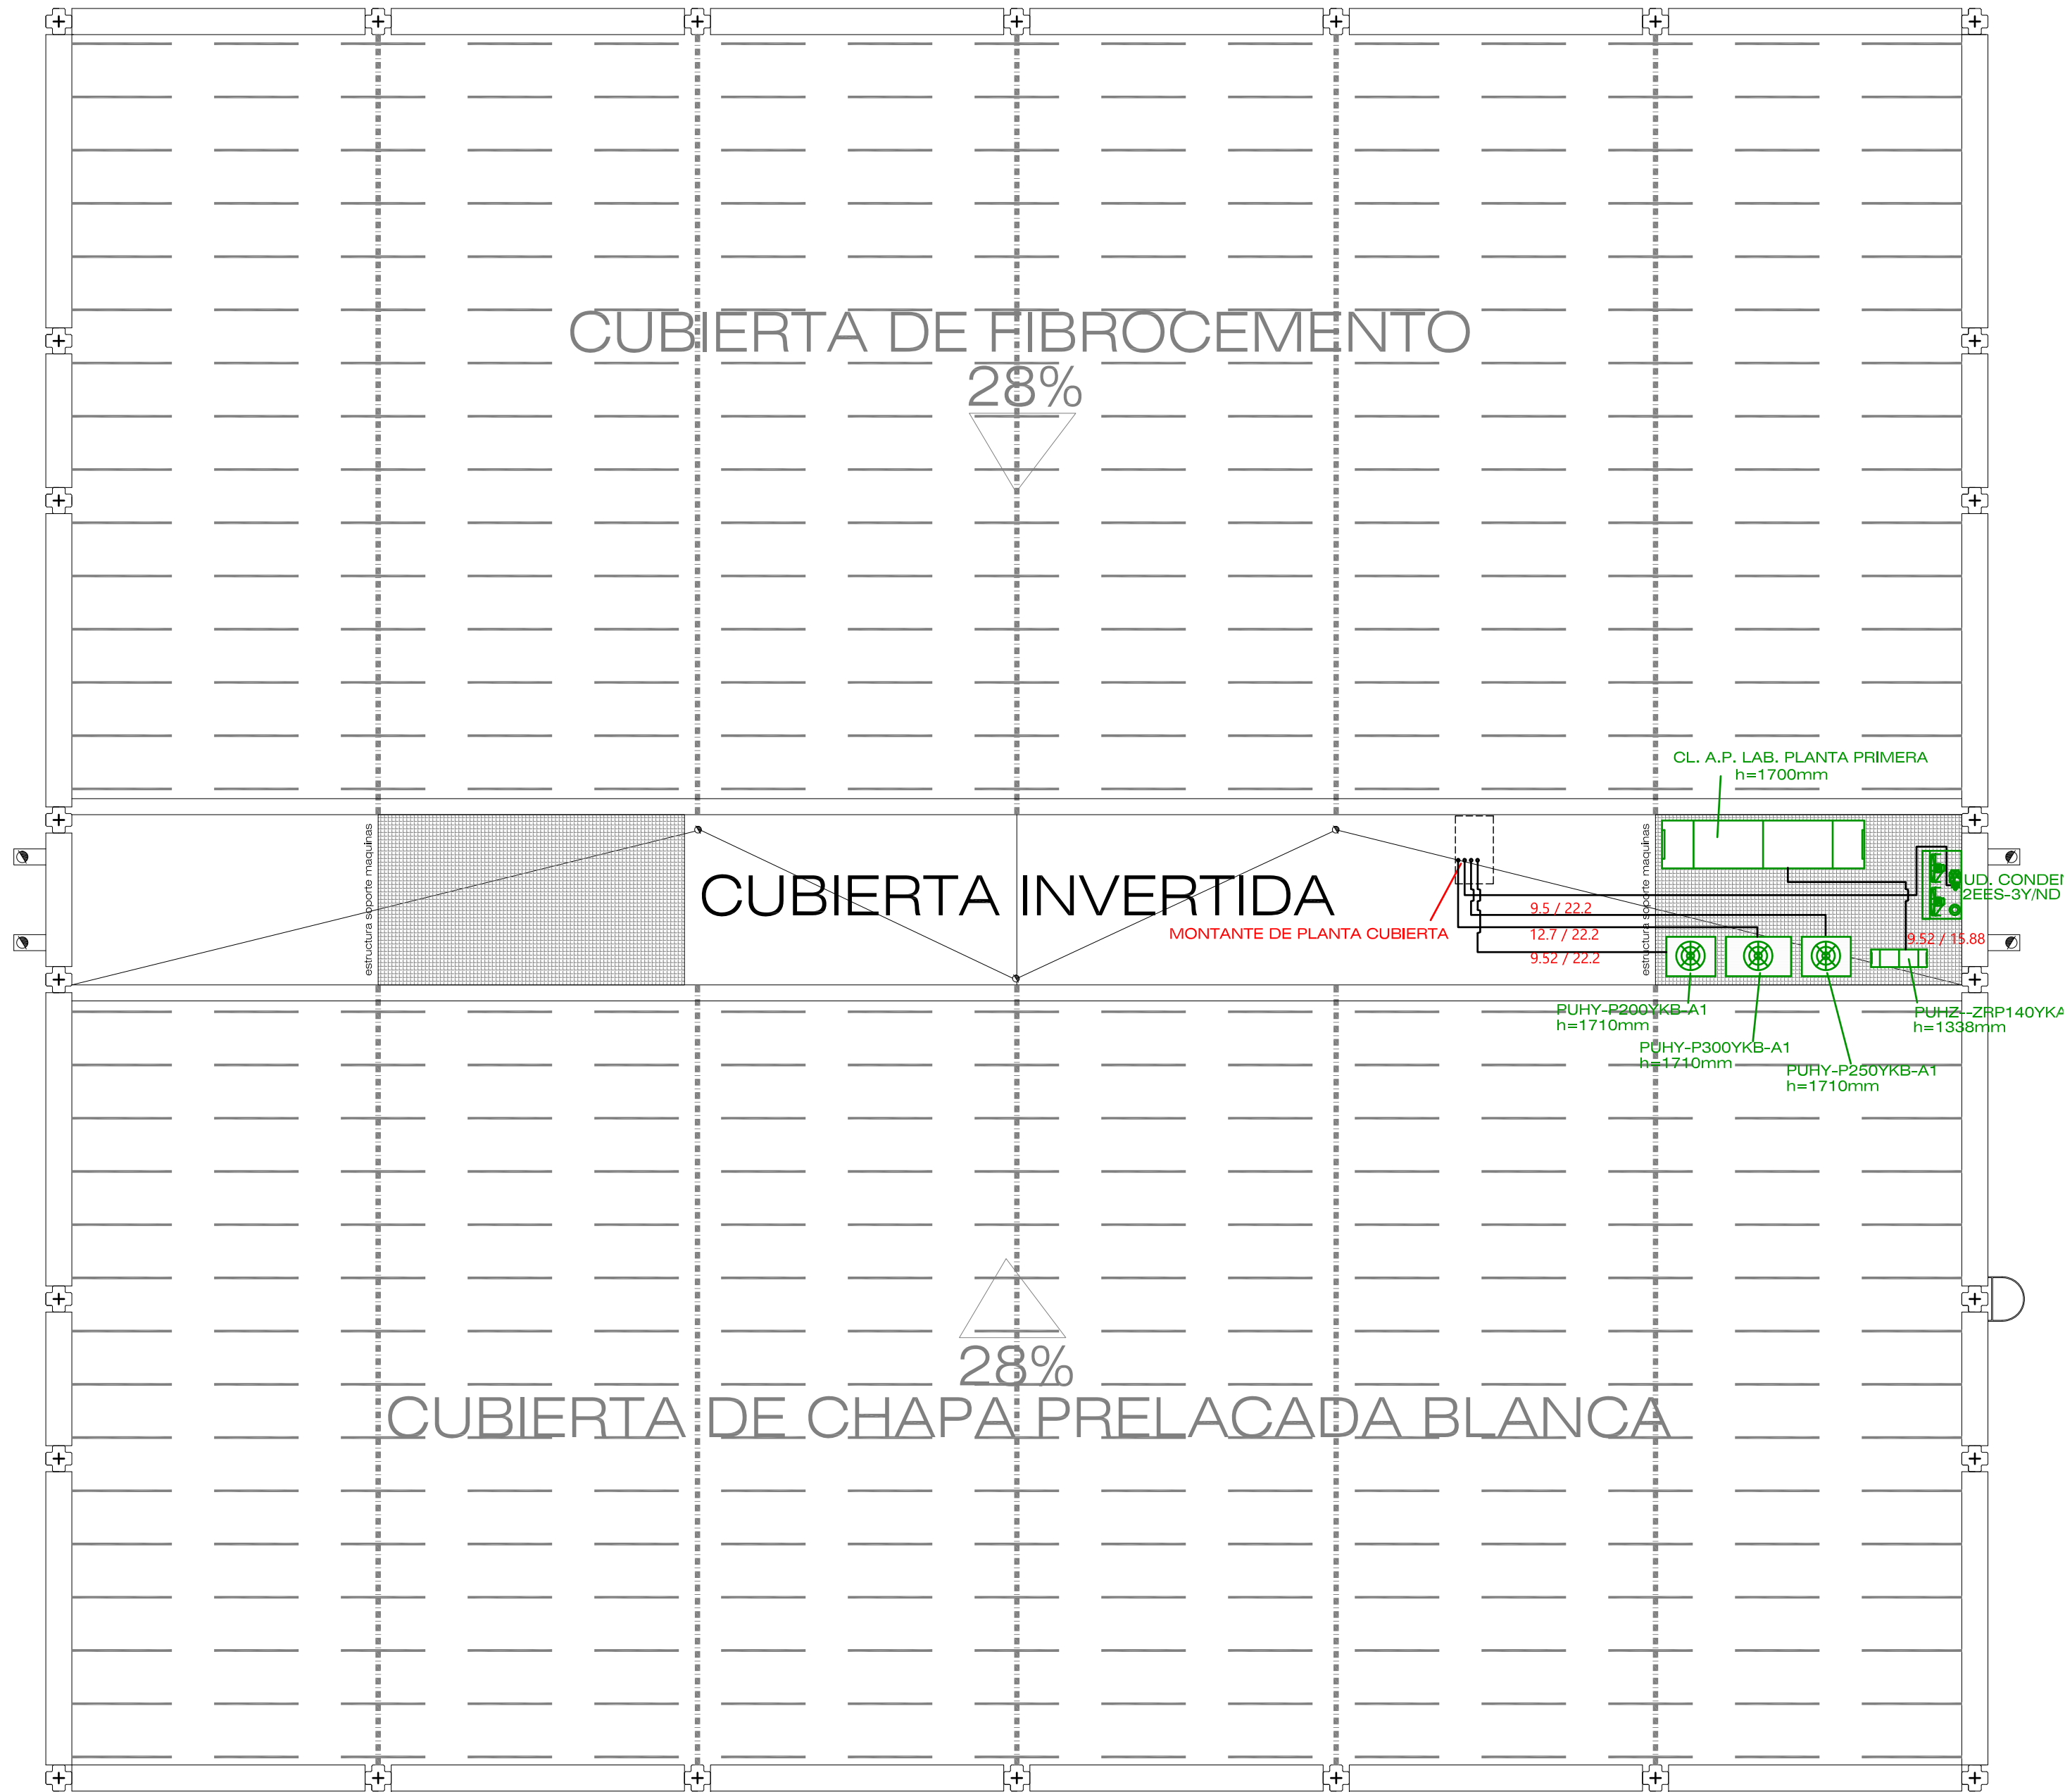 CUBIERTA DE FIBROCEMENTO
28%
CL. A.P. LAB. PLANTA PRIMERA
h=1700mm
estructura soporte maquinas
CUBIERTA INVERTIDA
MONTANTE DE PLANTA CUBIERTA
9.5 / 22.2
12.7 / 22.2
9.52 / 22.2
estructura soporte maquinas
UD. CONDEN
2EES-3Y/ND
9.52 / 15.88
PUHY-P200YKB-A1
h=1710mm
PUHY-P300YKB-A1
h=1710mm
PUHY-P250YKB-A1
h=1710mm
PUHZ--ZRP140YKA
h=1338mm
28%
CUBIERTA DE CHAPA PRELACADA BLANCA